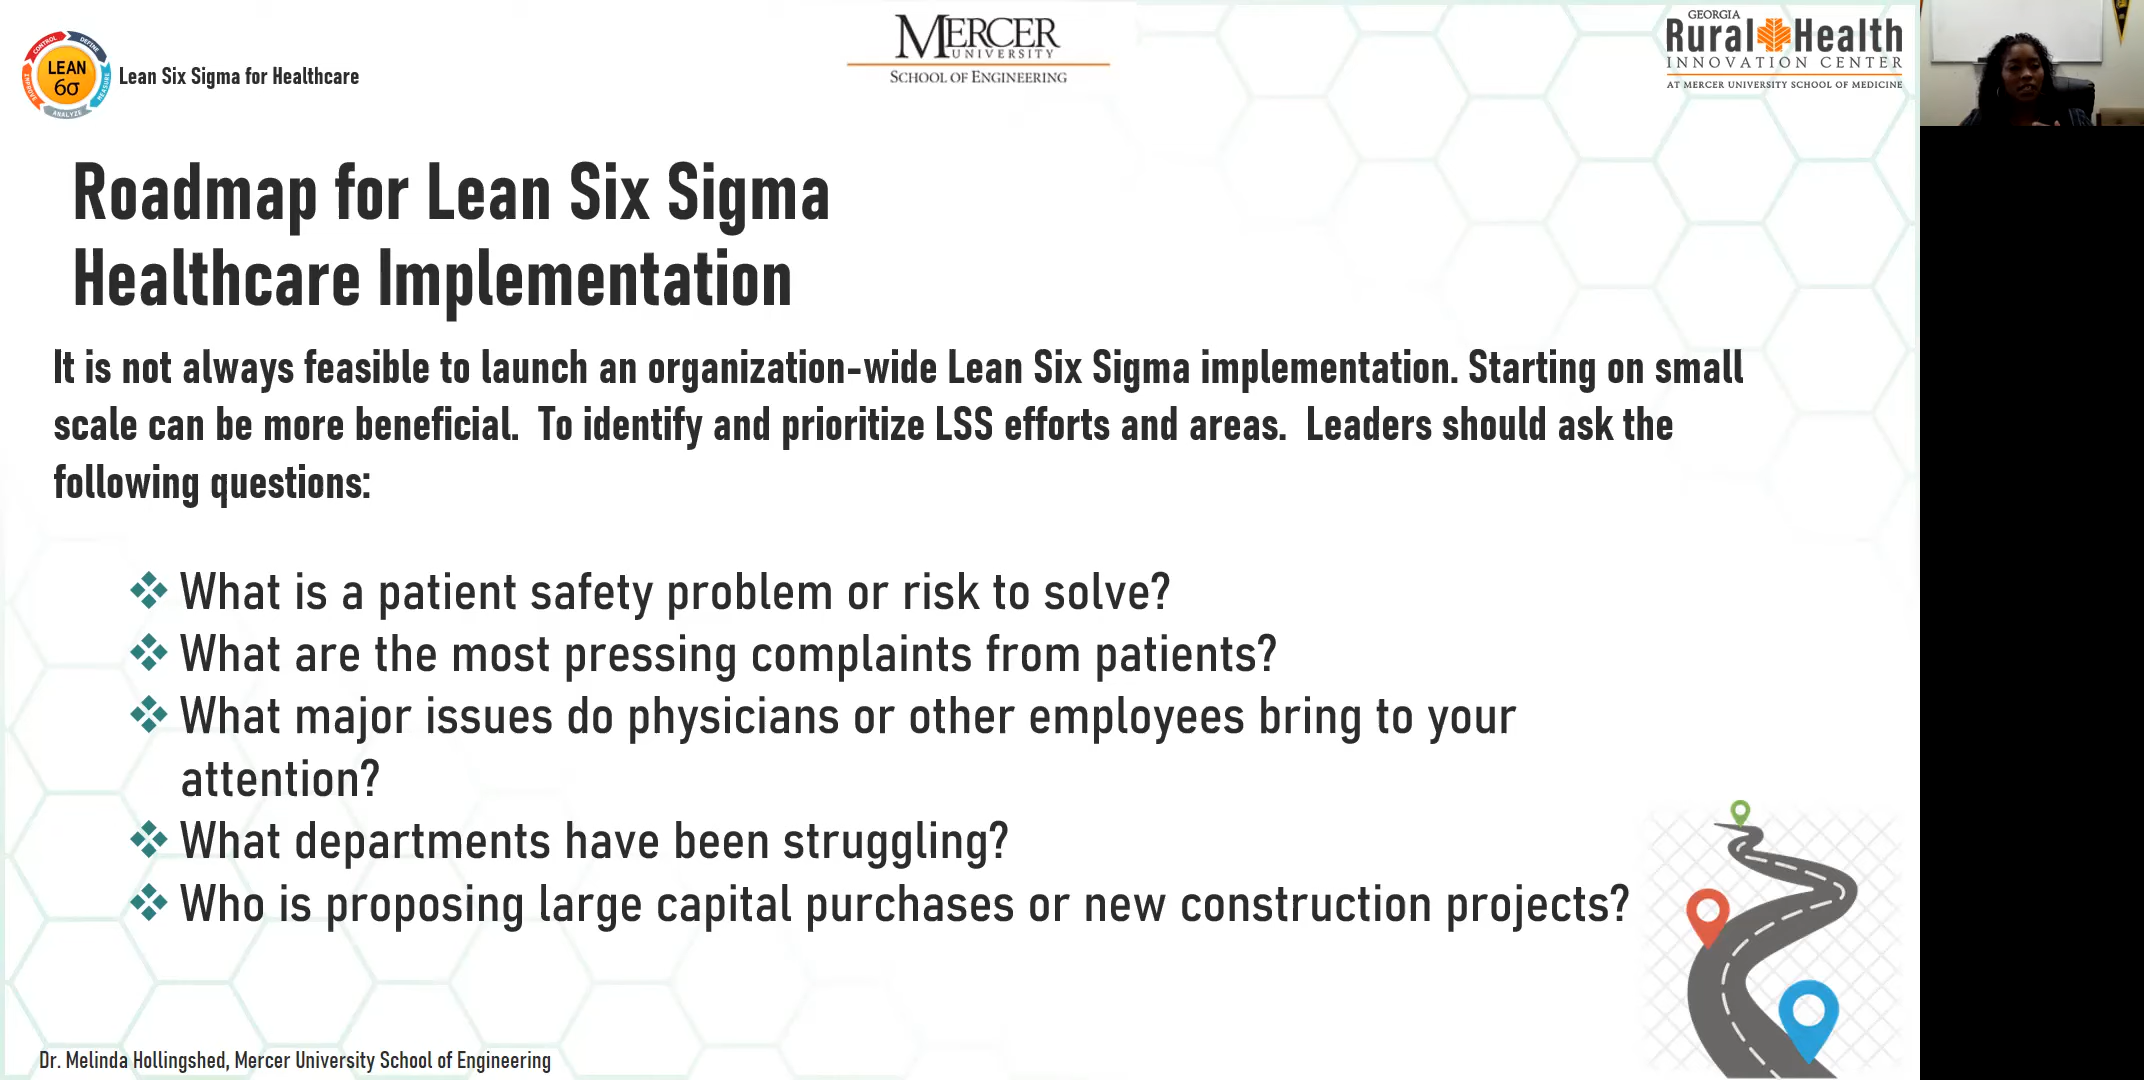 CONTROL
DEFINE
MEASURE
ANALYZE
IMPROVE
LEAN
6σ
Lean Six Sigma for Healthcare
MERCER
UNIVERSITY
SCHOOL OF ENGINEERING
GEORGIA
Rural Health
INNOVATION CENTER
AT MERCER UNIVERSITY SCHOOL OF MEDICINE
Roadmap for Lean Six Sigma
Healthcare Implementation
It is not always feasible to launch an organization-wide Lean Six Sigma implementation. Starting on small
scale can be more beneficial.  To identify and prioritize LSS efforts and areas.  Leaders should ask the
following questions:
❖ What is a patient safety problem or risk to solve?
❖ What are the most pressing complaints from patients?
❖ What major issues do physicians or other employees bring to your
attention?
❖ What departments have been struggling?
❖ Who is proposing large capital purchases or new construction projects?
Dr. Melinda Hollingshed, Mercer University School of Engineering